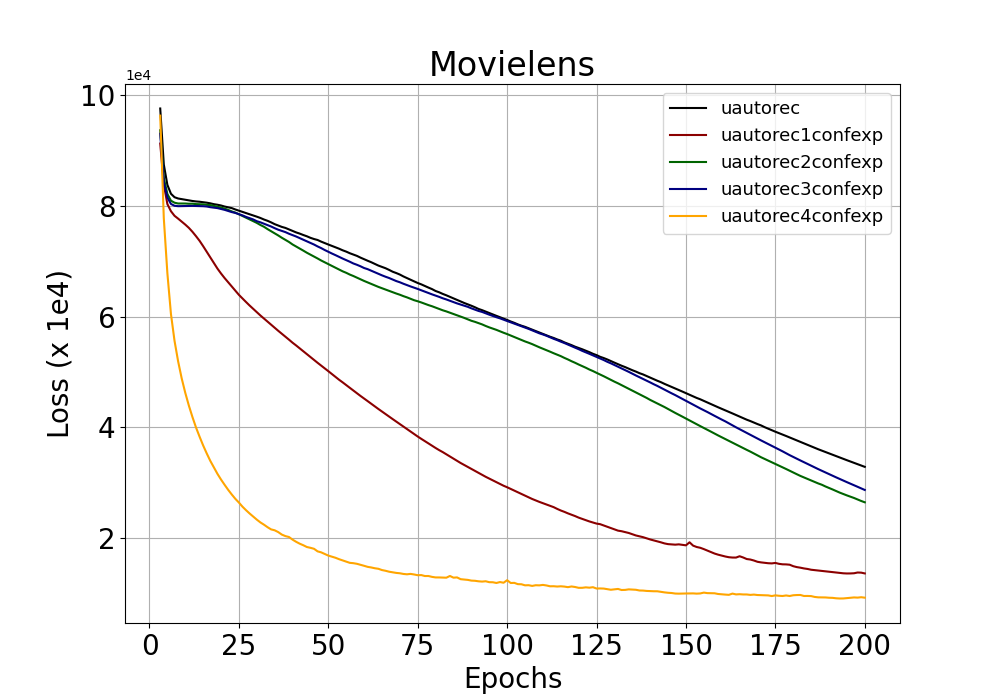 Movielens
1e4
10
8
6
4
2
Loss (x 1e4)
uautorec
uautorec1confexp
uautorec2confexp
uautorec3confexp
uautorec4confexp
0 25 50 75 100 125 150 175 200
Epochs